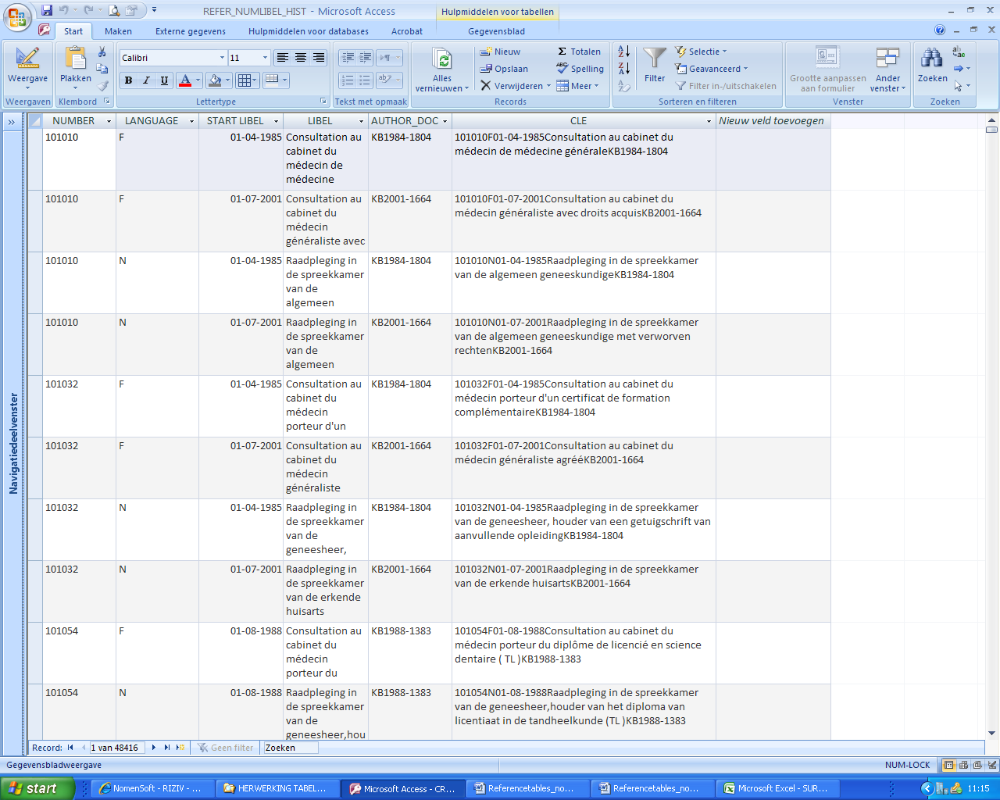 REFER_NUMLIBEL_HIST - Microsoft Access
Hulpmiddelen voor tabellen
Start
Maken
Externe gegevens
Hulpmiddelen voor databases
Acrobat
Gegevensblad
Weergave
Plakken
Calibri
11
B I U A
Alles
vernieuwen
Nieuw
Opslaan
Verwijderen
Totalen
Spelling
Meer
Filter
Selectie
Geavanceerd
Filter in-/uitschakelen
Grootte aanpassen
aan formulier
Ander
venster
Zoeken
Weergaven
Klembord
Lettertype
Tekst met opmaak
Records
Sorteren en filteren
Venster
Zoeken
NUMBER LANGUAGE START LIBEL LIBEL AUTHOR_DOC CLE Nieuw veld toevoegen
101010 F 01-04-1985 Consultation au KB1984-1804 101010F01-04-1985Consultation au cabinet du
cabinet du médecin de médecine généraleKB1984-1804
médecin de
médecine
101010 F 01-07-2001 Consultation au KB2001-1664 101010F01-07-2001Consultation au cabinet du
cabinet du médecin généraliste avec droits acquisKB2001-1664
médecin
généraliste avec
101010 N 01-04-1985 Raadpleging in KB1984-1804 101010N01-04-1985Raadpleging in de spreekkamer
de spreekkamer van de algemeen geneeskundigeKB1984-1804
van de
algemeen
101010 N 01-07-2001 Raadpleging in KB2001-1664 101010N01-07-2001Raadpleging in de spreekkamer
de spreekkamer van de algemeen geneeskundige met verworven
van de rechtenKB2001-1664
algemeen
101032 F 01-04-1985 Consultation au KB1984-1804 101032F01-04-1985Consultation au cabinet du
cabinet du médecin porteur d'un certificat de formation
médecin complémentaireKB1984-1804
porteur d'un
101032 F 01-07-2001 Consultation au KB2001-1664 101032F01-07-2001Consultation au cabinet du
cabinet du médecin généraliste agrééKB2001-1664
médecin
généraliste
101032 N 01-04-1985 Raadpleging in KB1984-1804 101032N01-04-1985Raadpleging in de spreekkamer
de spreekkamer van de geneesheer, houder van een getuigschrift van
van de aanvullende opleidingKB1984-1804
geneesheer,
101032 N 01-07-2001 Raadpleging in KB2001-1664 101032N01-07-2001Raadpleging in de spreekkamer
de spreekkamer van de erkende huisartsKB2001-1664
van de erkende
huisarts
101054 F 01-08-1988 Consultation au KB1988-1383 101054F01-08-1988Consultation au cabinet du
cabinet du médecin porteur du diplôme de licencié en science
médecin dentaire ( TL )KB1988-1383
porteur du
101054 N 01-08-1988 Raadpleging in KB1988-1383 101054N01-08-1988Raadpleging in de spreekkamer
de spreekkamer van de geneesheer,houder van het diploma van
van de licentiaat in de tandheelkunde (TL )KB1988-1383
geneesheer,hou
Navigatiedeelvenster
Record: 1 van 48416 Geen filter Zoeken
Gegevensbladweergave
NUM-LOCK
start
NomenSoft - RIZIV - ...
HERWERKING TABEL...
Microsoft Access - CR...
Referencetables_no...
Referencetables_no...
Microsoft Excel - SUR...
11:15